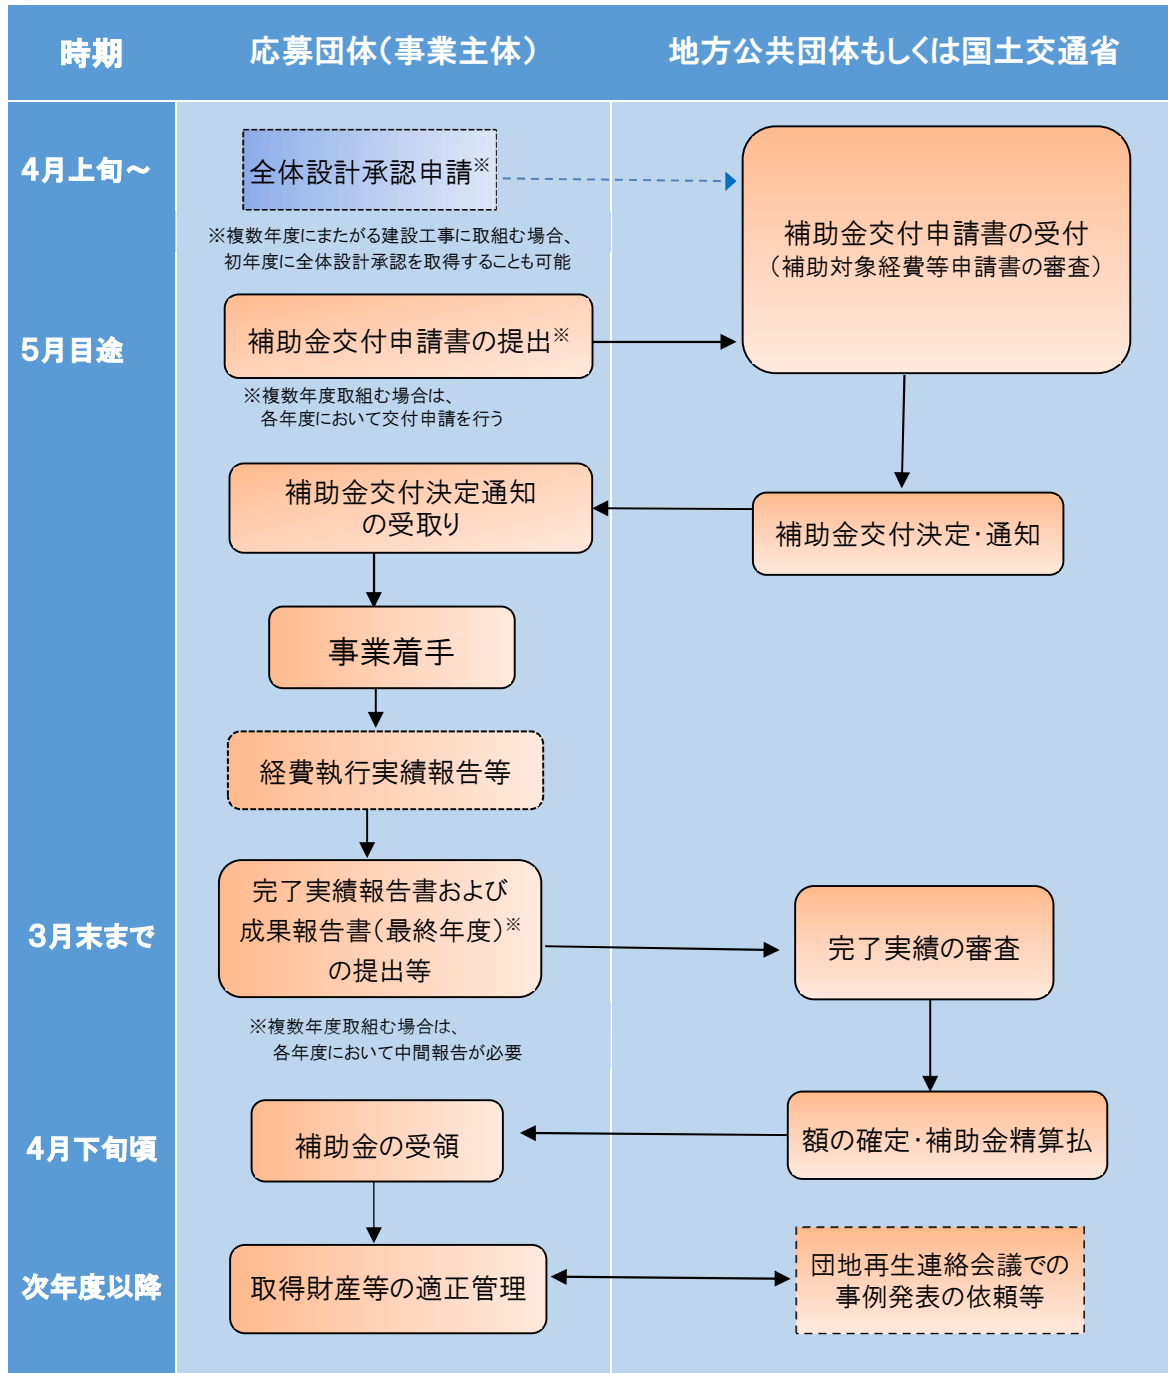 時期
応募団体（事業主体）
地方公共団体もしくは国土交通省
4月上旬～
全体設計承認申請※
※複数年度にまたがる建設工事に取組む場合、
初年度に全体設計承認を取得することも可能
補助金交付申請書の受付
（補助対象経費等申請書の審査）
5月目途
補助金交付申請書の提出※
※複数年度取組む場合は、
各年度において交付申請を行う
補助金交付決定通知
の受取り
補助金交付決定・通知
事業着手
経費執行実績報告等
3月末まで
完了実績報告書および
成果報告書（最終年度）※
の提出等
完了実績の審査
※複数年度取組む場合は、
各年度において中間報告が必要
4月下旬頃
補助金の受領
額の確定・補助金精算払
次年度以降
取得財産等の適正管理
団地再生連絡会議での
事例発表の依頼等